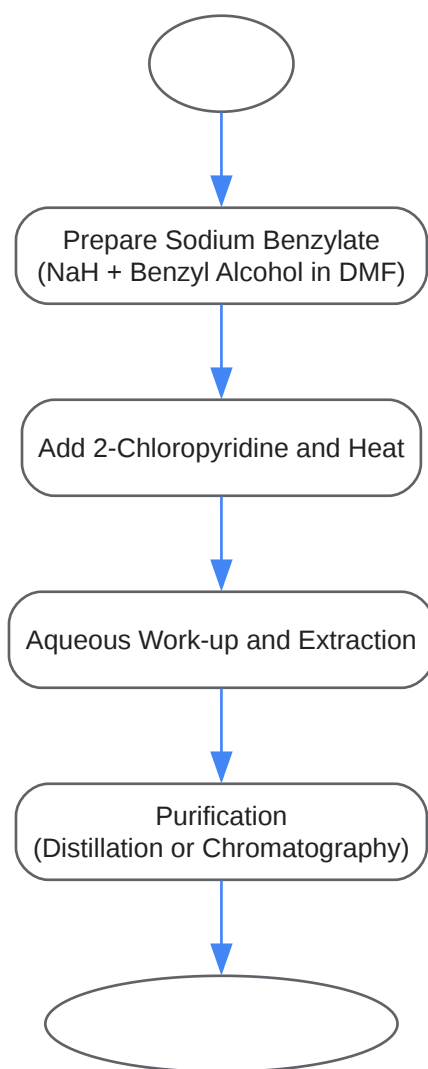 Prepare Sodium Benzylate
(NaH + Benzyl Alcohol in DMF)
Add 2-Chloropyridine and Heat
Aqueous Work-up and Extraction
Purification
(Distillation or Chromatography)